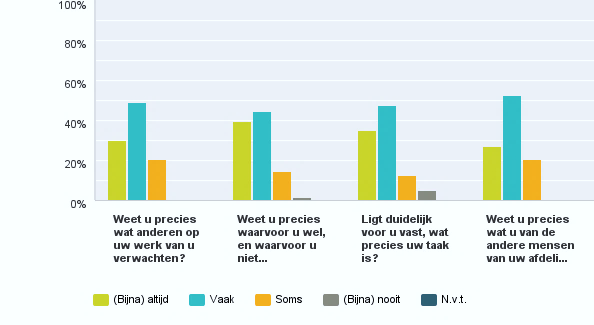 100%
80%
60%
40%
20%
0%
Weet u precies
wat anderen op
uw werk van u
verwachten?
Weet u precies
waarvoor u wel,
en waarvoor u
niet...
Ligt duidelijk
voor u vast, wat
precies uw taak
is?
Weet u precies
wat u van de
andere mensen
van uw afdeli...
(Bijna) altijd
Vaak
Soms
(Bijna) nooit
N.v.t.